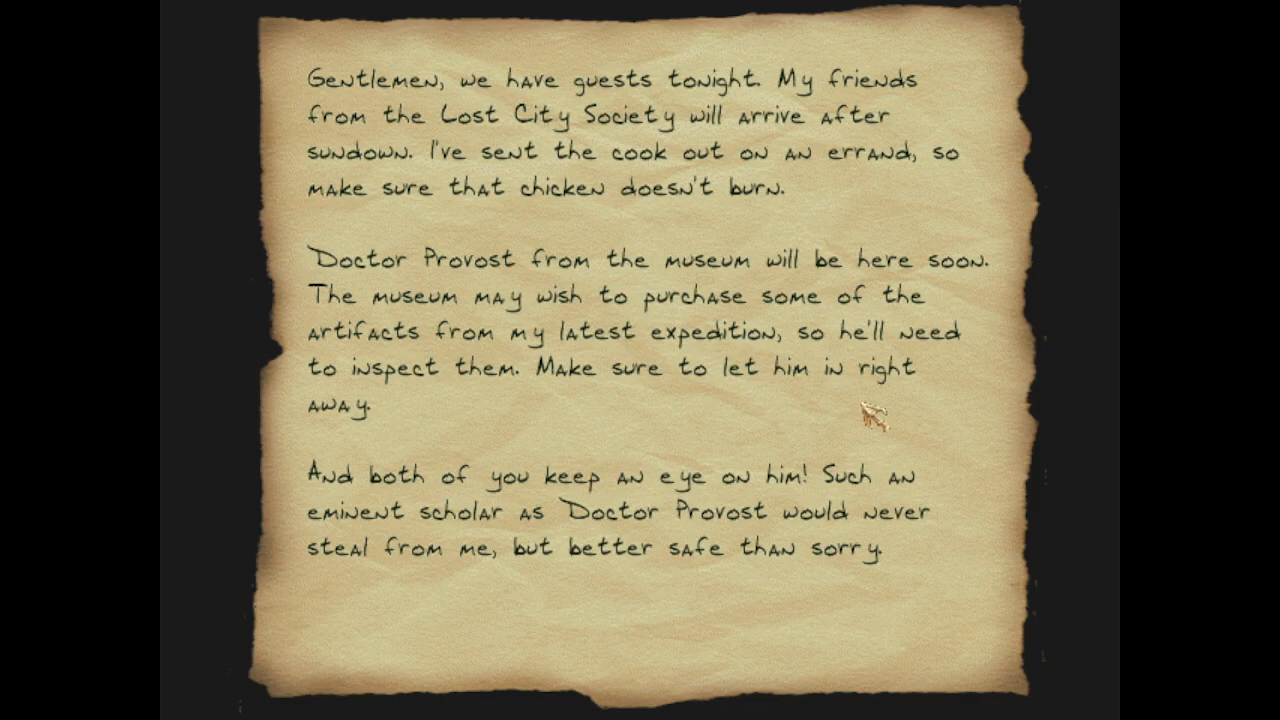 Gentlemen, we have guests tonight. My friends
from the Lost City Society will arrive after
sundown. I've sent the cook out on an errand, so
make sure that chicken doesn't burn.
Doctor Provost from the museum will be here soon.
The museum may wish to purchase some of the
artifacts from my latest expedition, so he'll need
to inspect them. Make sure to let him in right
away.
And both of you keep an eye on him! Such an
eminent scholar as Doctor Provost would never
steal from me, but better safe than sorry.